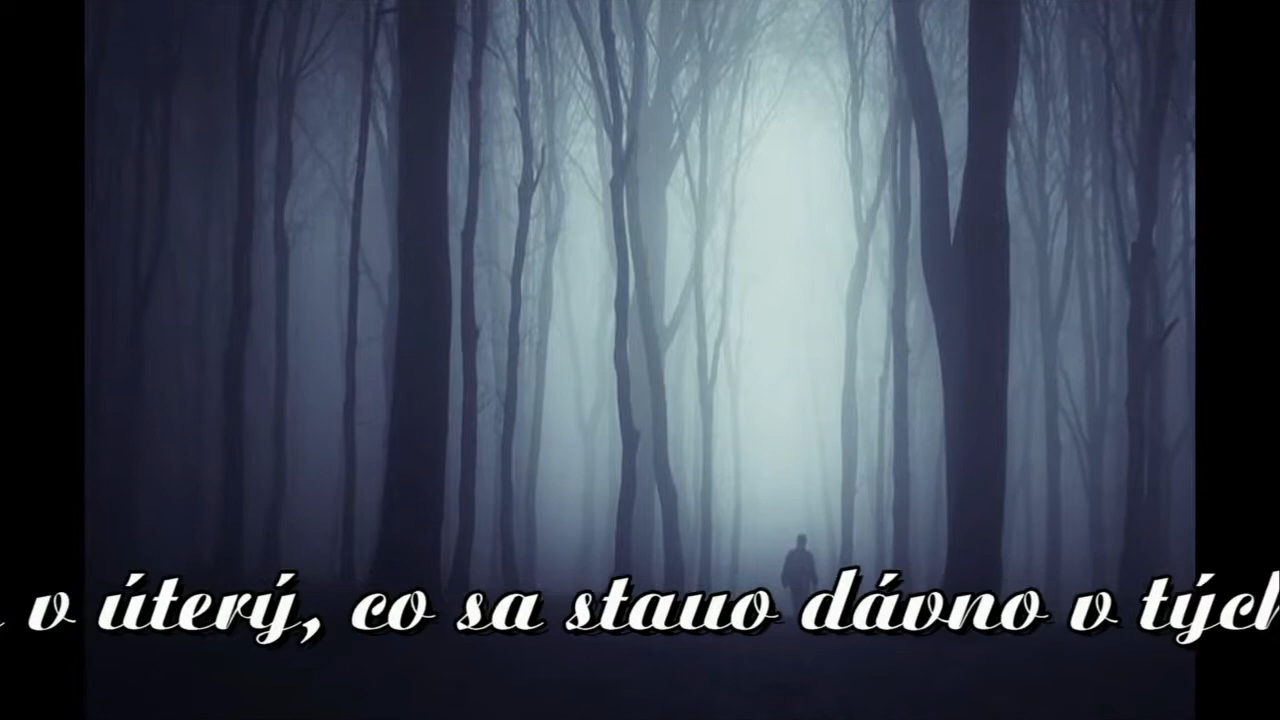 v úterý, co sa stauo dávno v tých